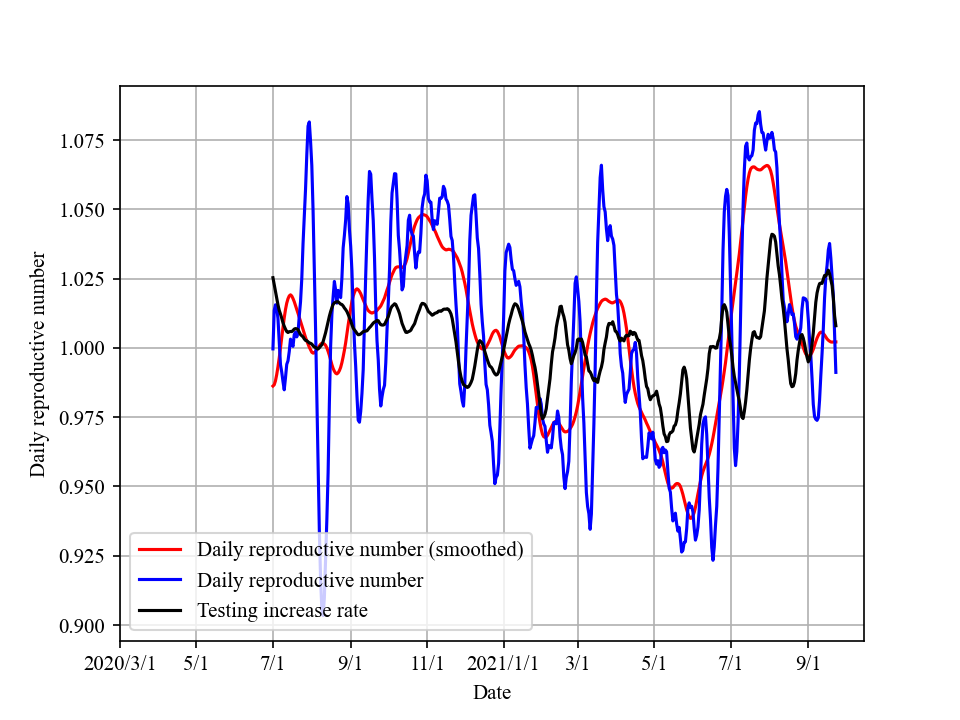 1.075
1.050
1.025
1.000
0.975
0.950
0.925
0.900
Daily reproductive number
Daily reproductive number (smoothed)
Daily reproductive number
Testing increase rate
2020/3/1 5/1 7/1 9/1 11/1 2021/1/1 3/1 5/1 7/1 9/1
Date